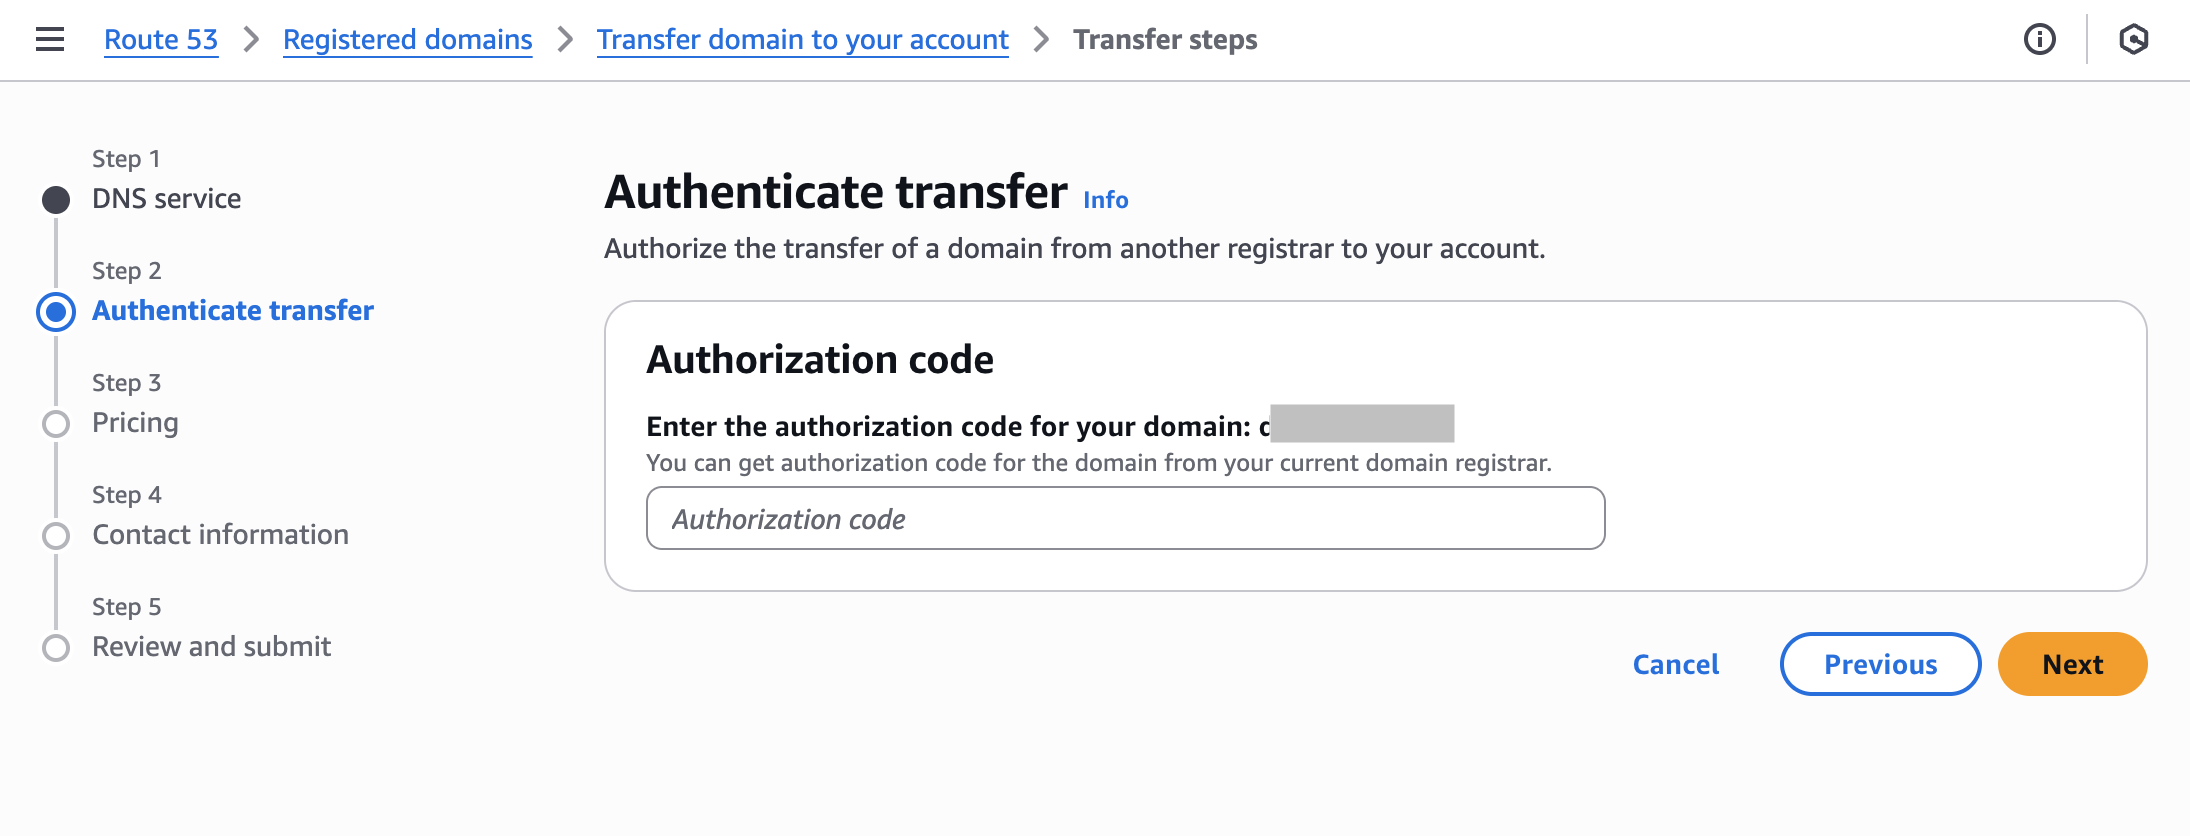 Route 53 > Registered domains > Transfer domain to your account > Transfer steps
Step 1
DNS service
Step 2
Authenticate transfer
Step 3
Pricing
Step 4
Contact information
Step 5
Review and submit
Authenticate transfer Info
Authorize the transfer of a domain from another registrar to your account.
Authorization code
Enter the authorization code for your domain:
You can get authorization code for the domain from your current domain registrar.
Authorization code
Cancel Previous Next